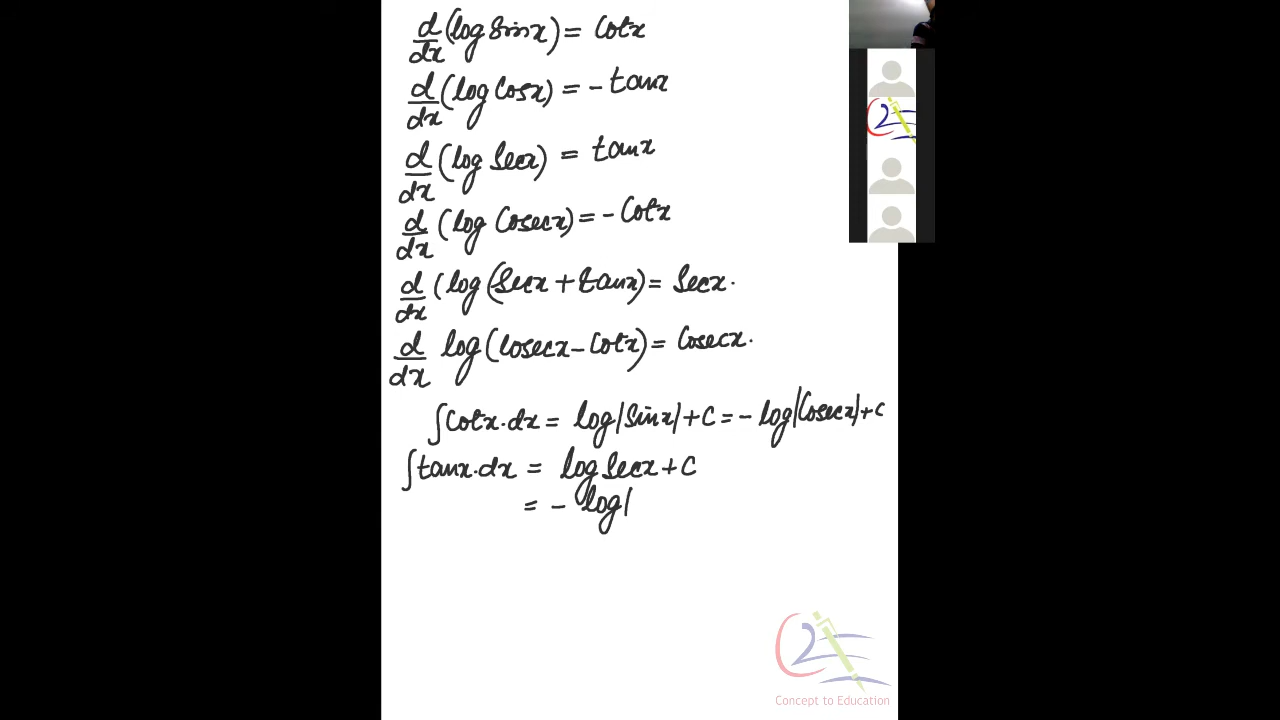 d/dx (log Sinx) = Cotx
d/dx (log Cosx) = - tanx
d/dx (log Secx) = tanx
d/dx (log Cosecx) = - Cotx
d/dx (log (Secx + tanx) = Secx.
d/dx log (Cosecx - Cotx) = Cosecx.
∫Cotx.dx = log|Sinx| + C = - log|Cosecx| + C
∫tanx.dx = log Secx + C
= - log|
Concept to Education